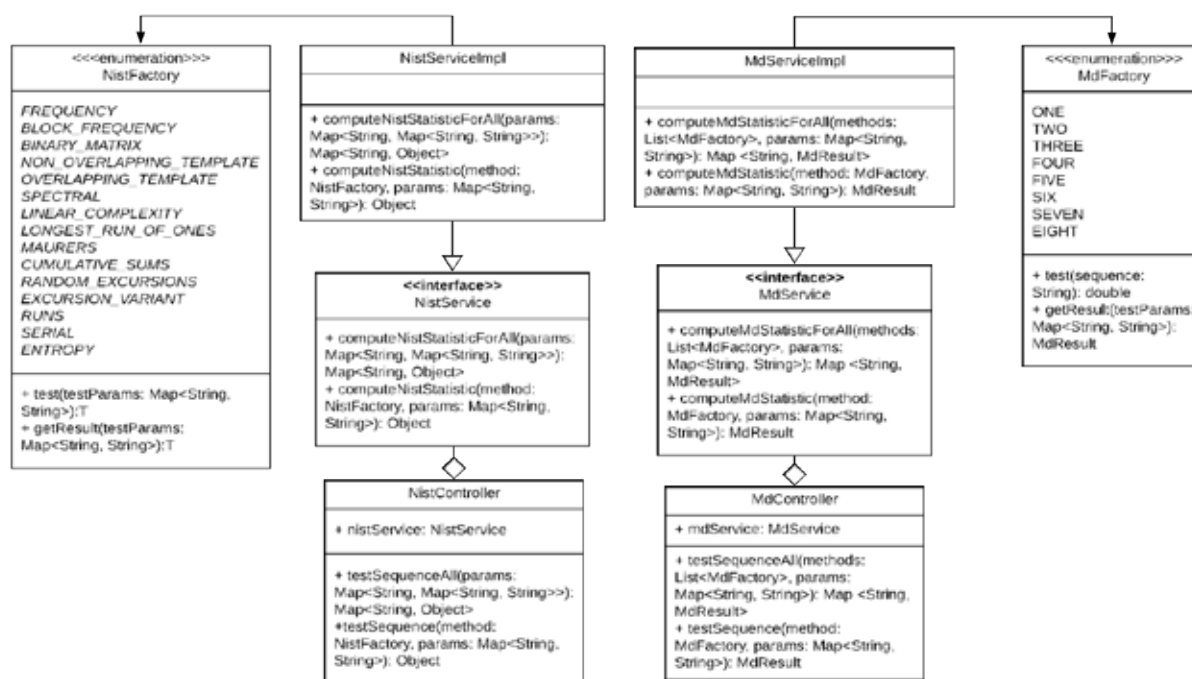 <<<enumeration>>>
NistFactory
FREQUENCY
BLOCK_FREQUENCY
BINARY_MATRIX
NON_OVERLAPPING_TEMPLATE
OVERLAPPING_TEMPLATE
SPECTRAL
LINEAR_COMPLEXITY
LONGEST_RUN_OF_ONES
MAURERS
CUMULATIVE_SUMS
RANDOM_EXCURSIONS
EXCURSION_VARIANT
RUNS
SERIAL
ENTROPY
+ test(testParams: Map<String,
String>):T
+ getResult(testParams:
Map<String, String>):T
NistServiceImpl
+ computeNistStatisticForAll(params:
Map<String, Map<String, String>>):
Map<String, Object>
+ computeNistStatistic(method:
NistFactory, params: Map<String,
String>): Object
<<interface>>
NistService
+ computeNistStatisticForAll(params:
Map<String, Map<String, String>>):
Map<String, Object>
+ computeNistStatistic(method:
NistFactory, params: Map<String,
String>): Object
NistController
+ nistService: NistService
+ testSequenceAll(params:
Map<String, Map<String, String>>):
Map<String, Object>
+testSequence(method:
NistFactory, params: Map<String,
String>): Object
MdServiceImpl
+ computeMdStatisticForAll(methods:
List<MdFactory>, params: Map<String,
String>): Map <String, MdResult>
+ computeMdStatistic(method: MdFactory,
params: Map<String, String>): MdResult
<<interface>>
MdService
+ computeMdStatisticForAll(methods:
List<MdFactory>, params:
Map<String, String>): Map <String,
MdResult>
+ computeMdStatistic(method:
MdFactory, params: Map<String,
String>): MdResult
MdController
+ mdService: MdService
+ testSequenceAll(methods:
List<MdFactory>, params:
Map<String, String>): Map <String,
MdResult>
+ testSequence(method:
MdFactory, params: Map<String,
String>): MdResult
<<<enumeration>>>
MdFactory
ONE
TWO
THREE
FOUR
FIVE
SIX
SEVEN
EIGHT
+ test(sequence:
String): double
+ getResult(testParams:
Map<String, String>):
MdResult